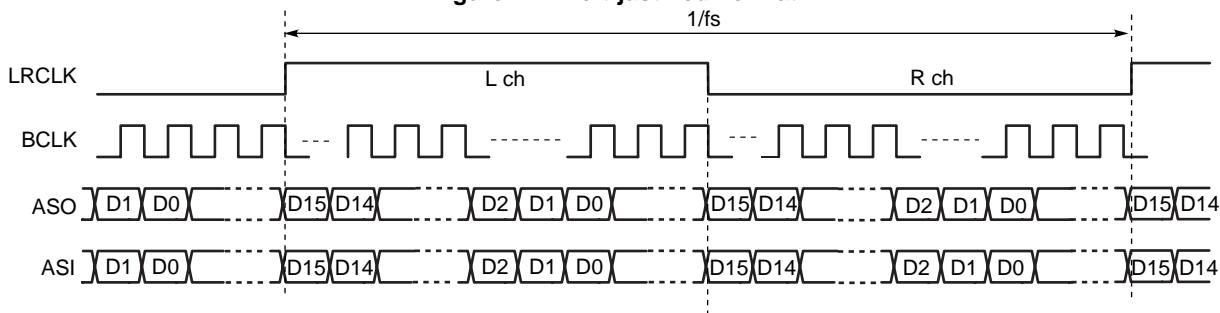 1/fs
LRCLK L ch R ch
BCLK
ASO D1 D0 D15 D14 D2 D1 D0 D15 D14 D2 D1 D0 D15 D14
ASI D1 D0 D15 D14 D2 D1 D0 D15 D14 D2 D1 D0 D15 D14